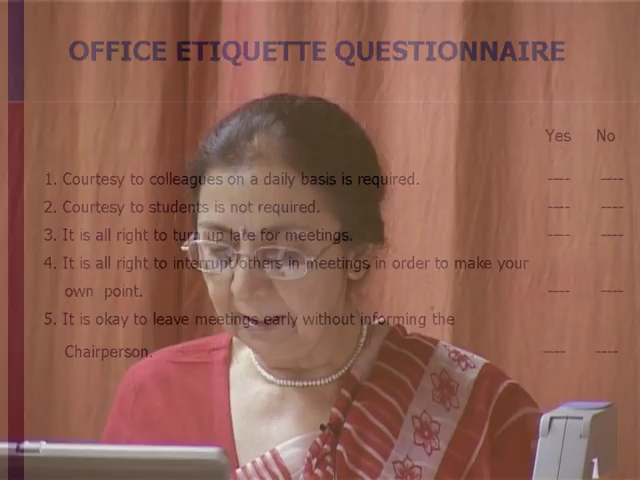 OFFICE ETIQUETTE QUESTIONNAIRE
Yes No
1. Courtesy to colleagues on a daily basis is required. ---- ----
2. Courtesy to students is not required. ---- ----
3. It is all right to turn up late for meetings. ---- ----
4. It is all right to interrupt others in meetings in order to make your
own point. ---- ----
5. It is okay to leave meetings early without informing the
Chairperson. ---- ----